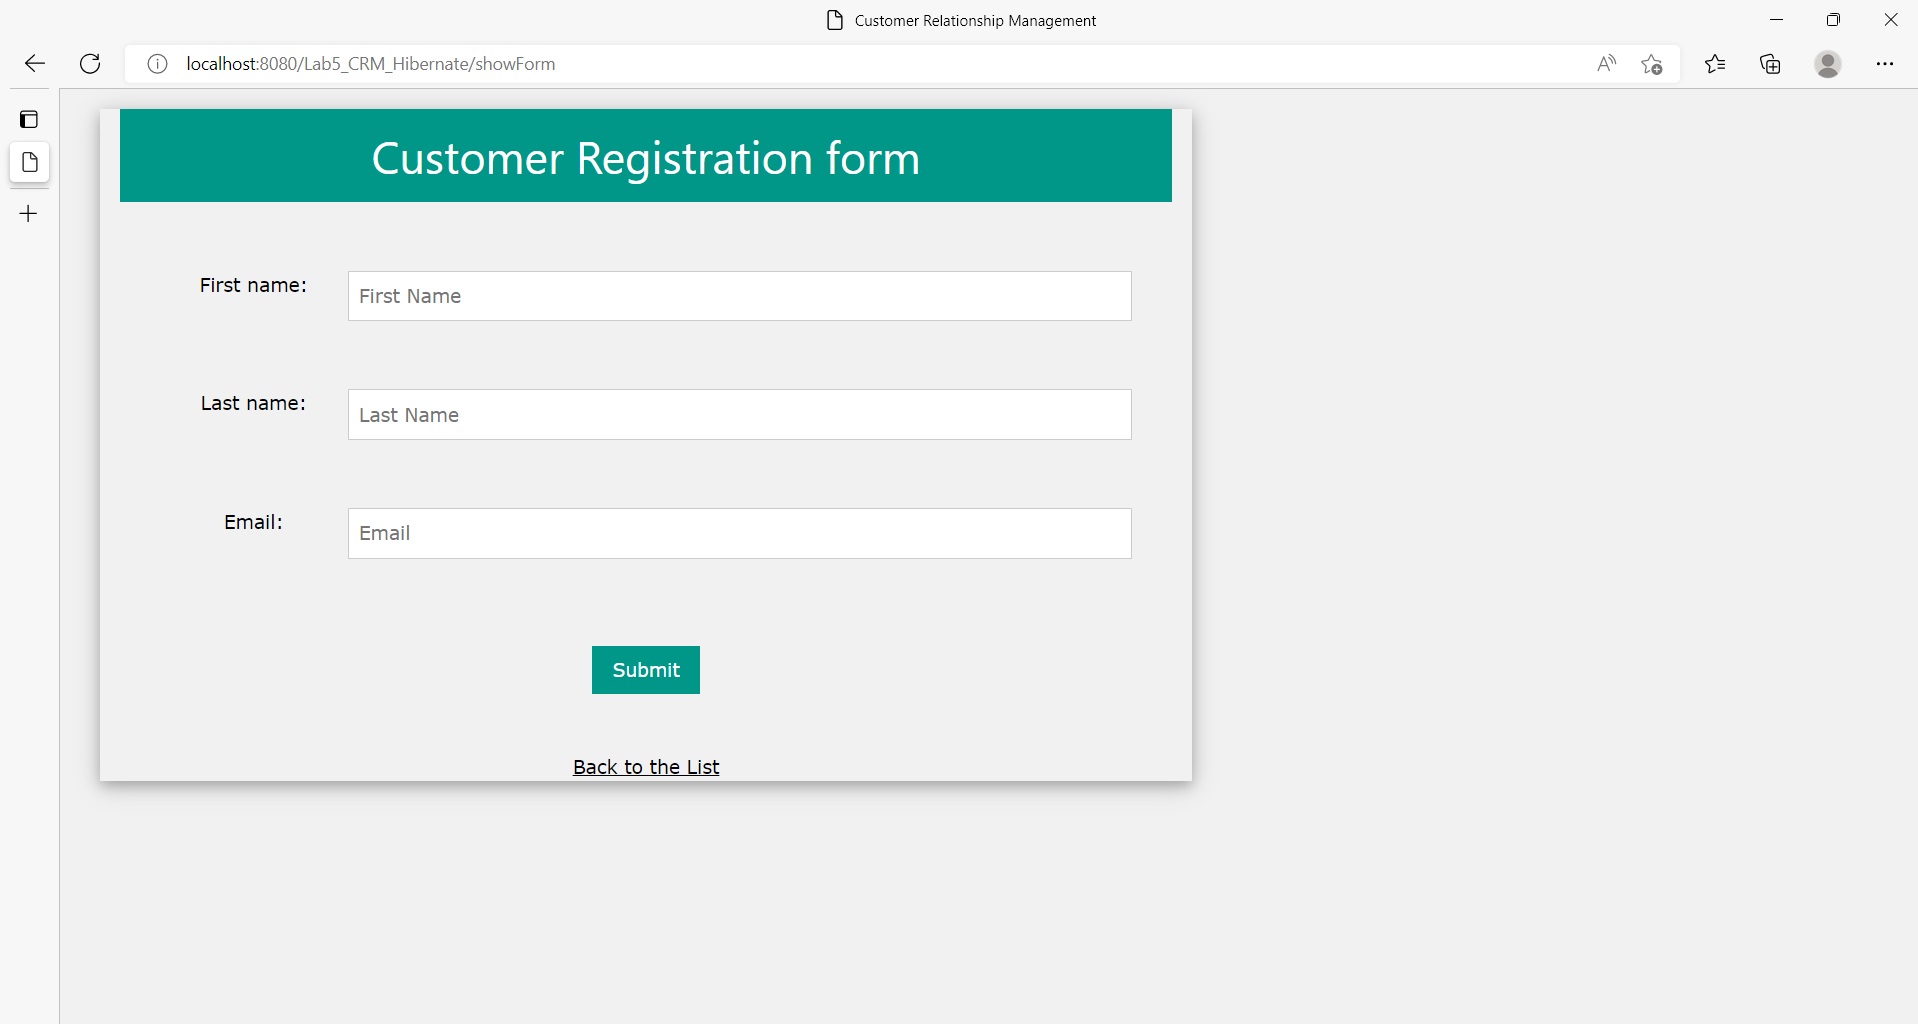 Customer Relationship Management
localhost:8080/Lab5_CRM_Hibernate/showForm
Customer Registration form
First name:
First Name
Last name:
Last Name
Email:
Email
Submit
Back to the List